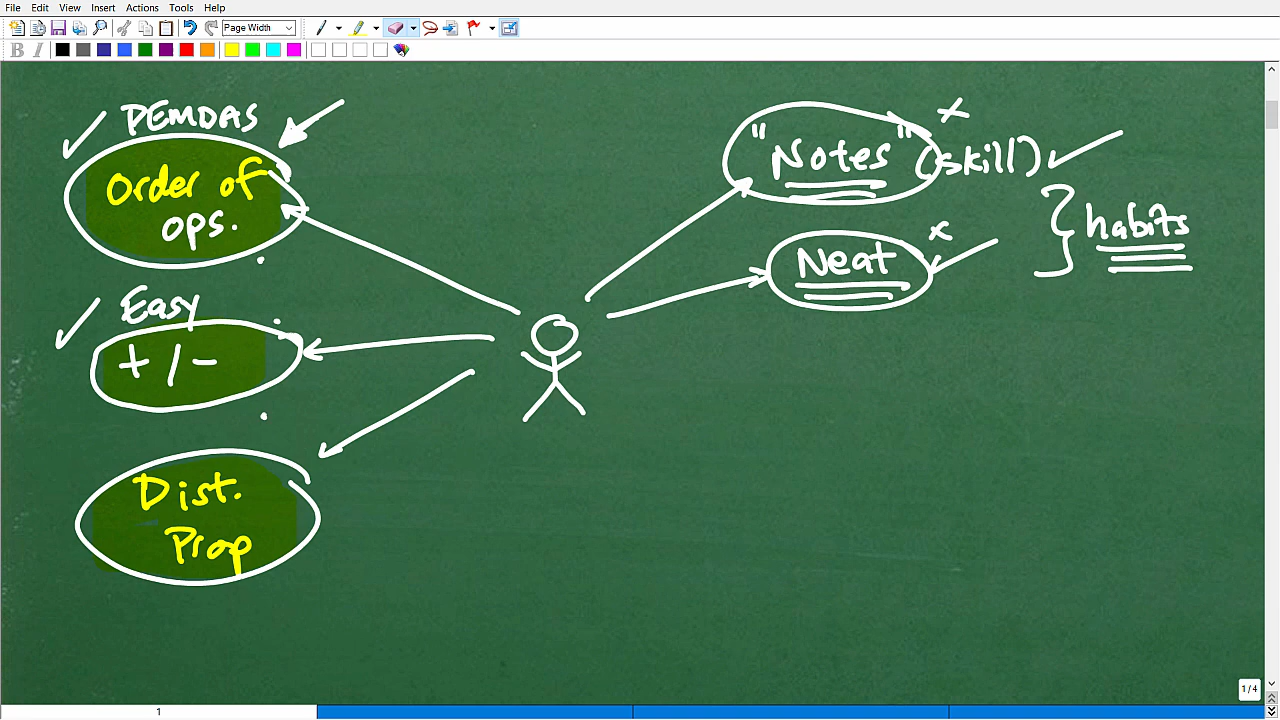 File Edit View Insert Actions Tools Help
Page Width
B I
PEMDAS
Order of
ops.
Easy
+/-
Dist.
Prop
"Notes" (skill)
Neat
habits
1/4
1